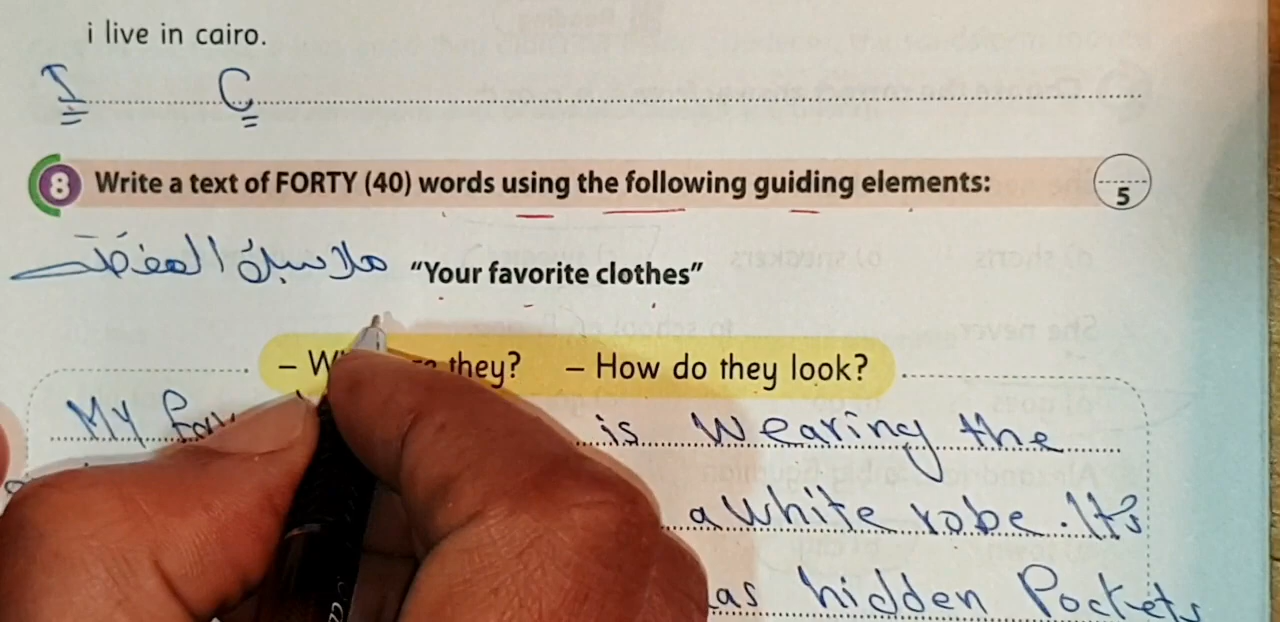 i live in cairo.
I C
8 Write a text of FORTY (40) words using the following guiding elements: 5
ملابسك المفضلة "Your favorite clothes"
– they? – How do they look?
My is wearing the
a white robe. It's
hidden Pockets